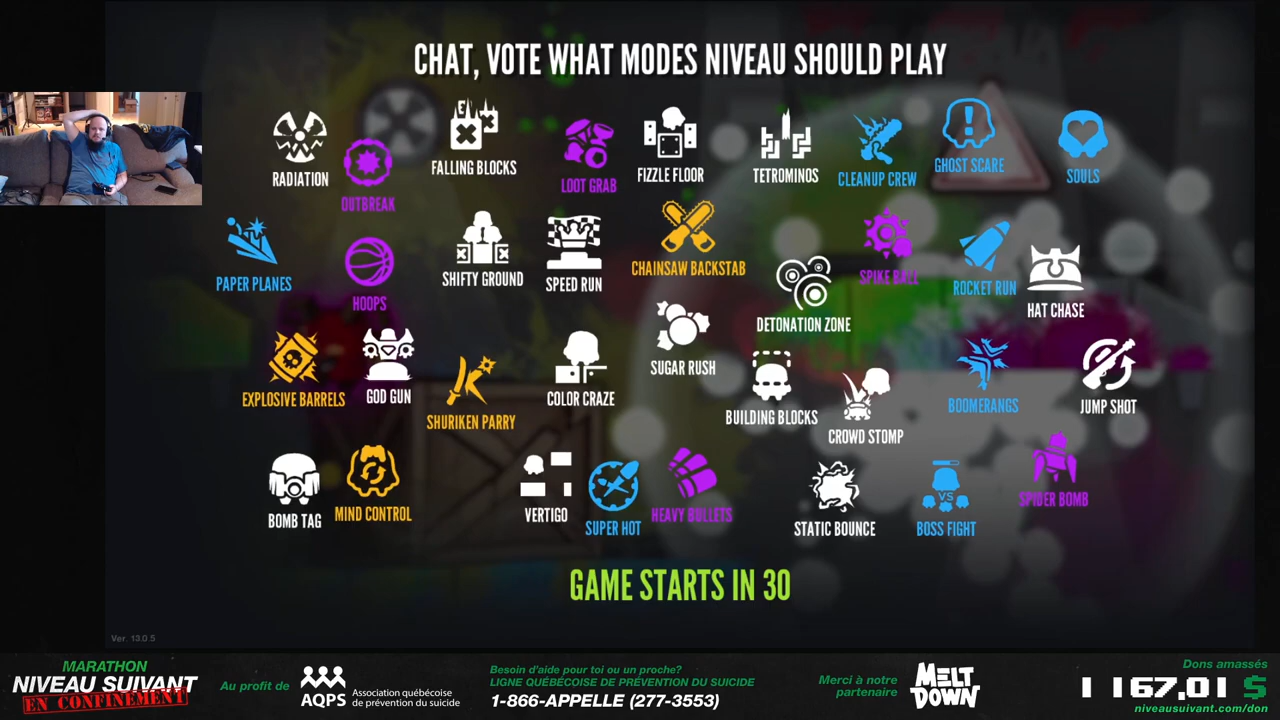 CHAT, VOTE WHAT MODES NIVEAU SHOULD PLAY
RADIATION
OUTBREAK
FALLING BLOCKS
LOOT GRAB
FIZZLE FLOOR
TETROMINOS
CLEANUP CREW
GHOST SCARE
SOULS
PAPER PLANES
HOOPS
SHIFTY GROUND
SPEED RUN
CHAINSAW BACKSTAB
DETONATION ZONE
SPIKE BALL
ROCKET RUN
HAT CHASE
EXPLOSIVE BARRELS
GOD GUN
SHURIKEN PARRY
COLOR CRAZE
SUGAR RUSH
BUILDING BLOCKS
CROWD STOMP
BOOMERANGS
JUMP SHOT
BOMB TAG
MIND CONTROL
VERTIGO
SUPER HOT
HEAVY BULLETS
STATIC BOUNCE
VS
BOSS FIGHT
SPIDER BOMB
GAME STARTS IN 30
Ver. 13.0.5
MARATHON
NIVEAU SUIVANT
EN CONFINEMENT
Au profit de
AQPS
Association québécoise
de prévention du suicide
Besoin d'aide pour toi ou un proche?
LIGNE QUÉBÉCOISE DE PRÉVENTION DU SUICIDE
1-866-APPELLE (277-3553)
Merci à notre
partenaire
MELT
DOWN
Dons amassés
1 167,01 $
niveausuivant.com/don